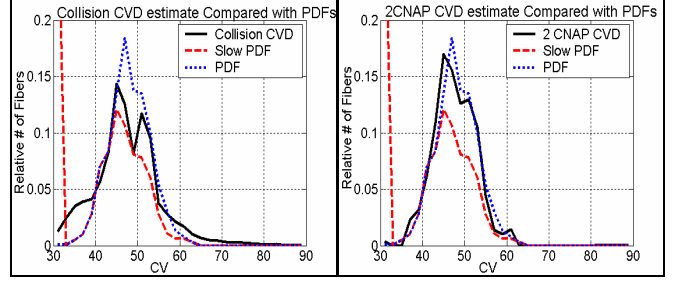 Collision CVD estimate Compared with PDFs
Collision CVD
Slow PDF
PDF
Relative # of Fibers
0.2
0.15
0.1
0.05
0
30
40
50
60
70
80
90
CV
2CNAP CVD estimate Compared with PDFs
2 CNAP CVD
Slow PDF
PDF
Relative # of Fibers
0.2
0.15
0.1
0.05
0
30
40
50
60
70
80
90
CV